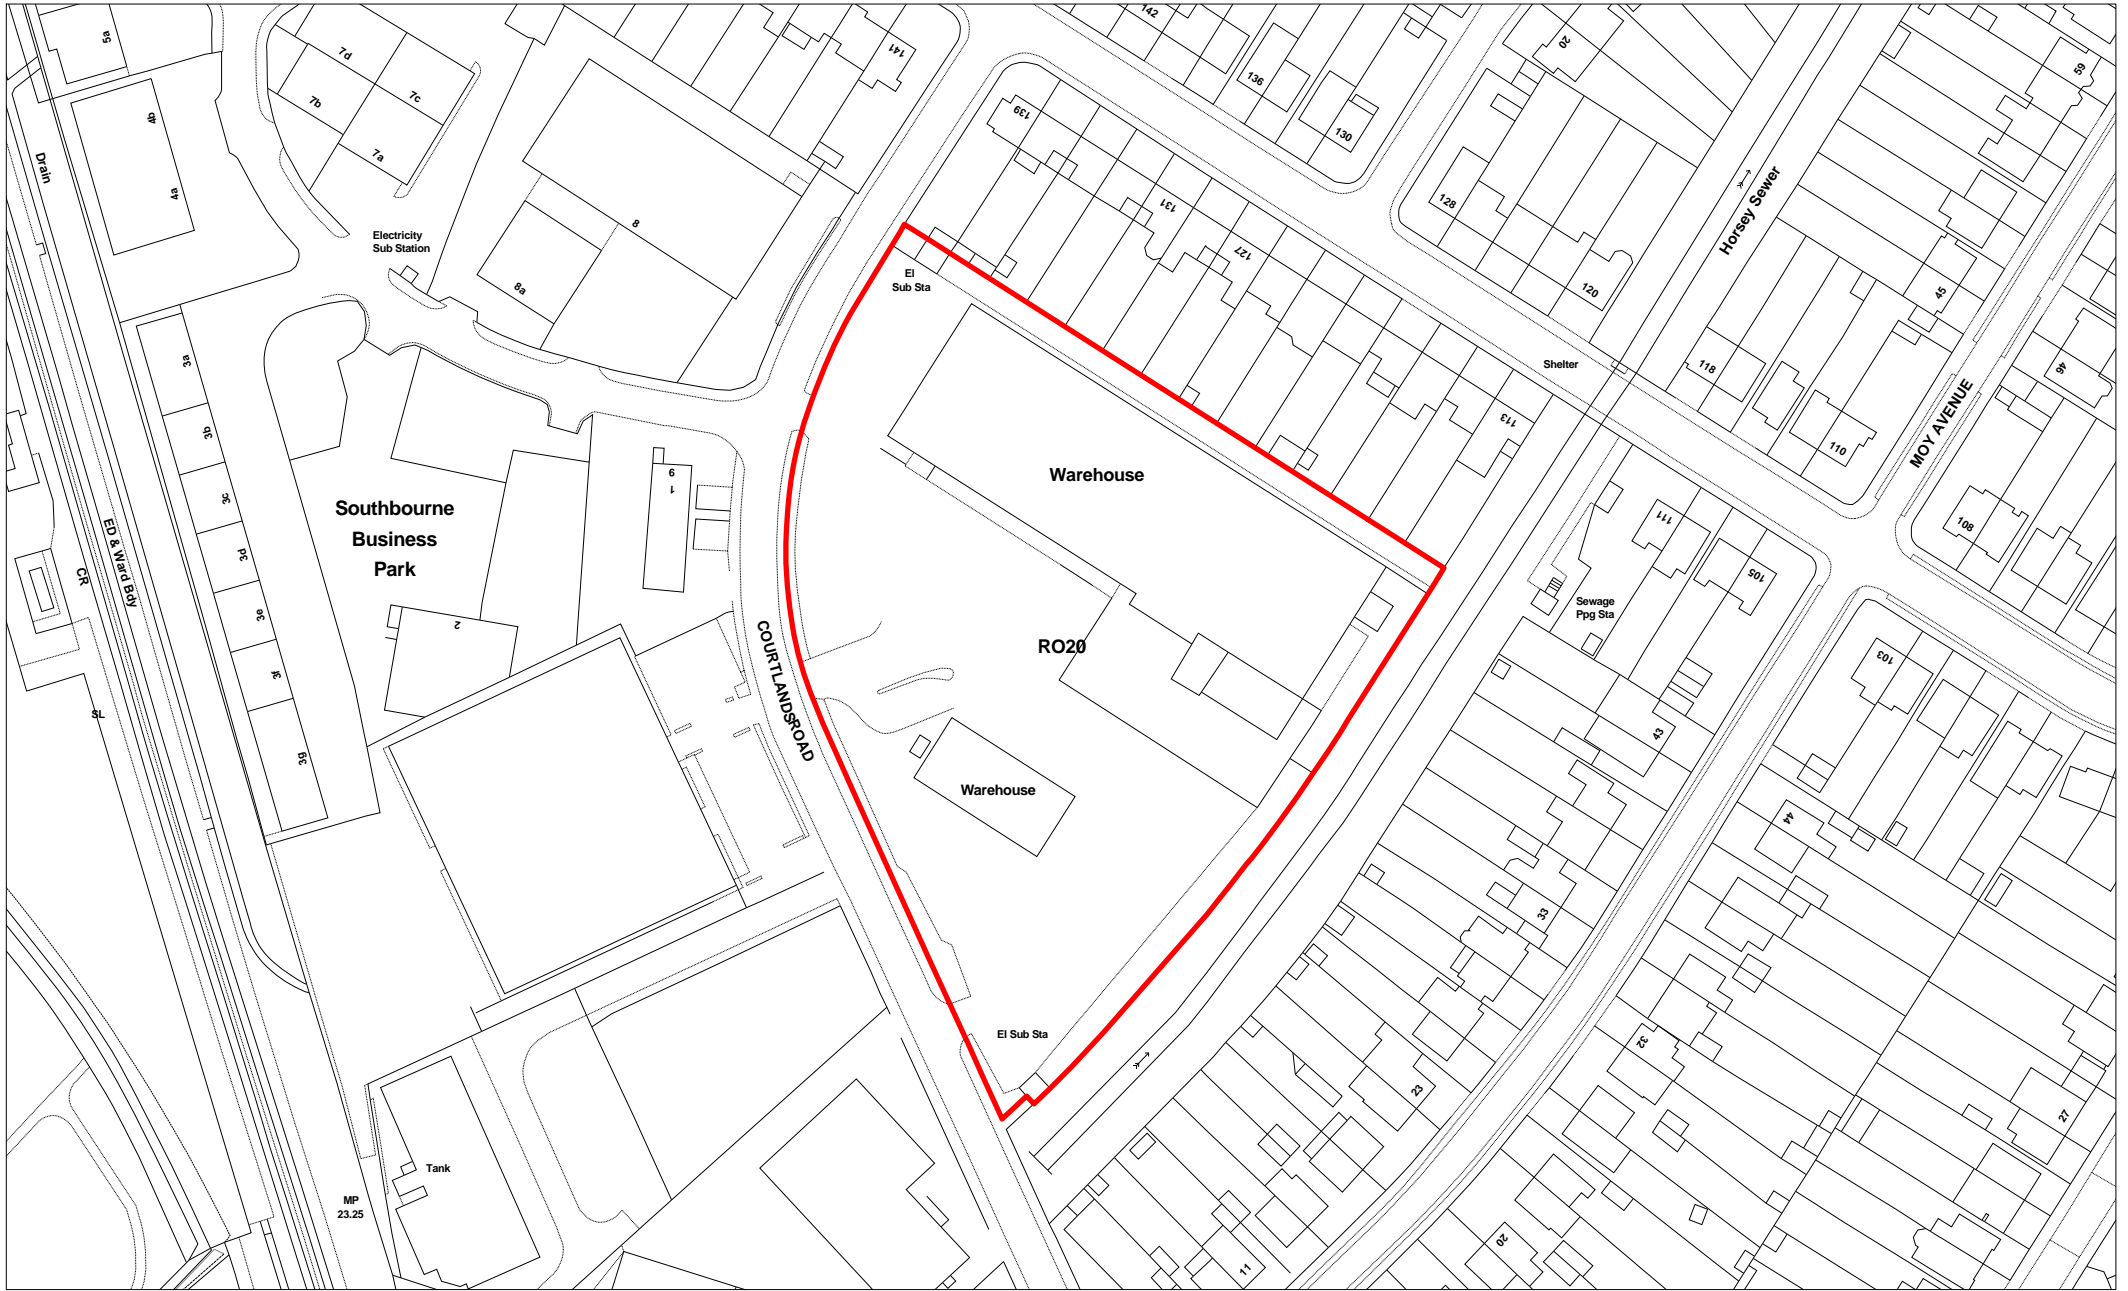 5a
142
141
20
59
7d
7c
7b
7a
4b
4a
136
130
139
131
127
128
120
Drain
Electricity
Sub Station
8
8a
El
Sub Sta
Horsey Sewer
45
46
MOY AVENUE
Shelter
118
110
108
113
111
105
103
3a
3b
3c
3d
3e
3f
3g
Southbourne
Business
Park
9
1
2
Warehouse
ED & Ward Bdy
CR
SL
COURTLANDS ROAD
RO20
Sewage
Ppg Sta
43
44
Warehouse
33
32
El Sub Sta
23
27
Tank
MP
23.25
20
11